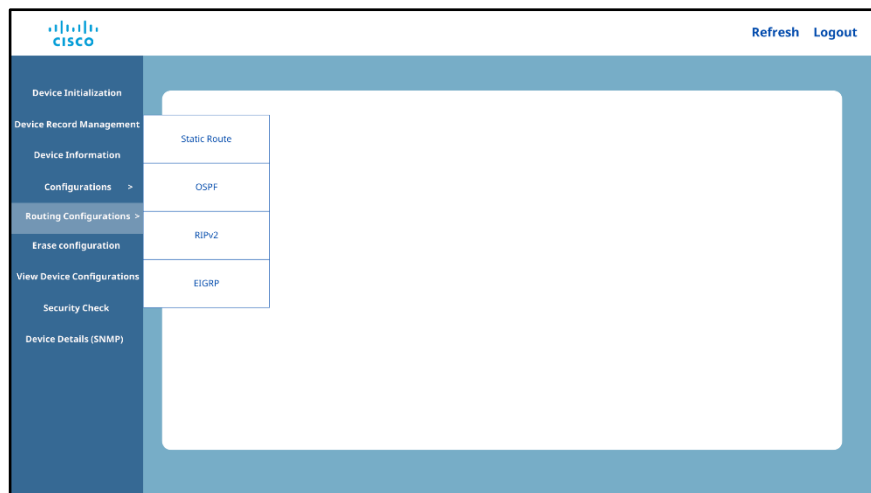 CISCO
Refresh Logout
Device Initialization
Device Record Management
Device Information
Configurations >
Routing Configurations >
Erase configuration
View Device Configurations
Security Check
Device Details (SNMP)
Static Route
OSPF
RIPv2
EIGRP